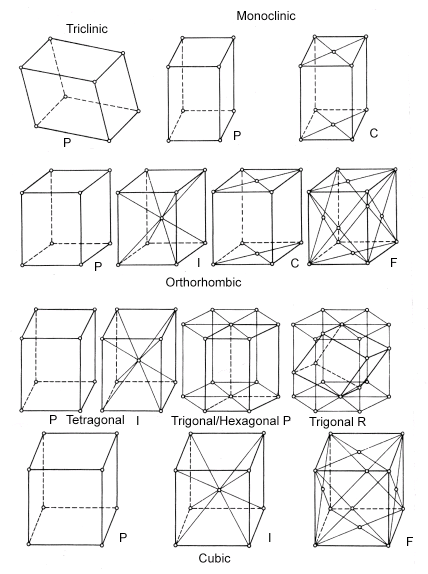 Triclinic
Monoclinic
P
P
C
P
I
C
F
Orthorhombic
P Tetragonal I
Trigonal/Hexagonal P
Trigonal R
P
I
F
Cubic